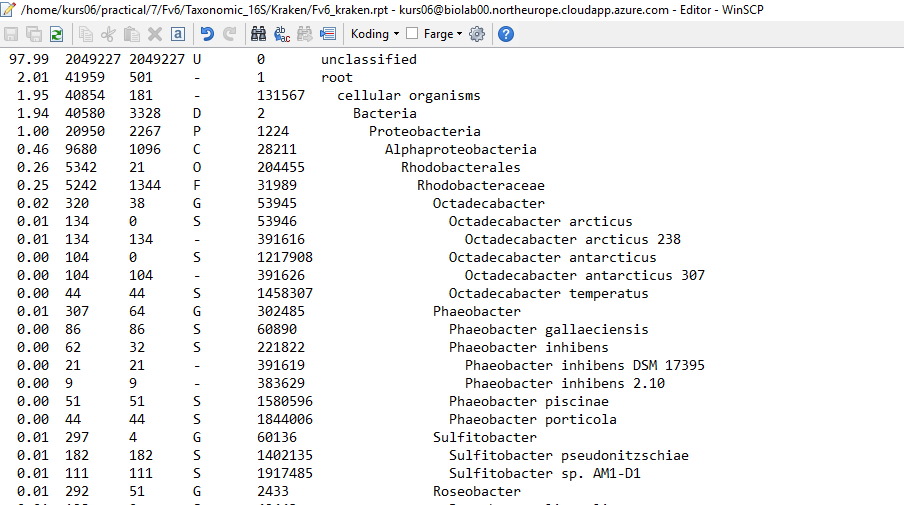 /home/kurs06/practical/7/Fv6/Taxonomic_16S/Kraken/Fv6_kraken.rpt - kurs06@biolab00.northeurope.cloudapp.azure.com - Editor - WinSCP
Koding Farge
97.99 2049227 2049227 U 0 unclassified
2.01 41959 501 - 1 root
1.95 40854 181 - 131567 cellular organisms
1.94 40580 3328 D 2 Bacteria
1.00 20950 2267 P 1224 Proteobacteria
0.46 9680 1096 C 28211 Alphaproteobacteria
0.26 5342 21 O 204455 Rhodobacterales
0.25 5242 1344 F 31989 Rhodobacteraceae
0.02 320 38 G 53945 Octadecabacter
0.01 134 0 S 53946 Octadecabacter arcticus
0.01 134 134 - 391616 Octadecabacter arcticus 238
0.00 104 0 S 1217908 Octadecabacter antarcticus
0.00 104 104 - 391626 Octadecabacter antarcticus 307
0.00 44 44 S 1458307 Octadecabacter temperatus
0.01 307 64 G 302485 Phaeobacter
0.00 86 86 S 60890 Phaeobacter gallaeciensis
0.00 62 32 S 221822 Phaeobacter inhibens
0.00 21 21 - 391619 Phaeobacter inhibens DSM 17395
0.00 9 9 - 383629 Phaeobacter inhibens 2.10
0.00 51 51 S 1580596 Phaeobacter piscinae
0.00 44 44 S 1844006 Phaeobacter porticola
0.01 297 4 G 60136 Sulfitobacter
0.01 182 182 S 1402135 Sulfitobacter pseudonitzschiae
0.01 111 111 S 1917485 Sulfitobacter sp. AM1-D1
0.01 292 51 G 2433 Roseobacter